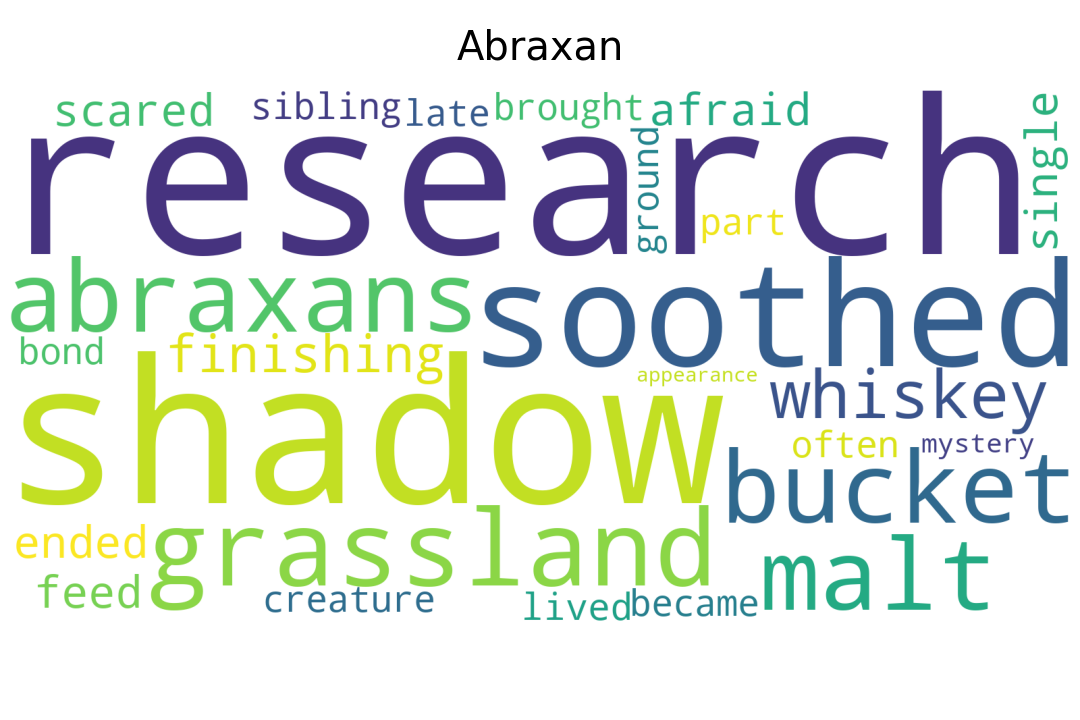 Abraxan
scared
sibling
late
brought
afraid
single
research
ground
part
abraxans
soothed
bond
finishing
appearance
whiskey
shadow
often
mystery
bucket
ended
grassland
malt
feed
creature
lived
became